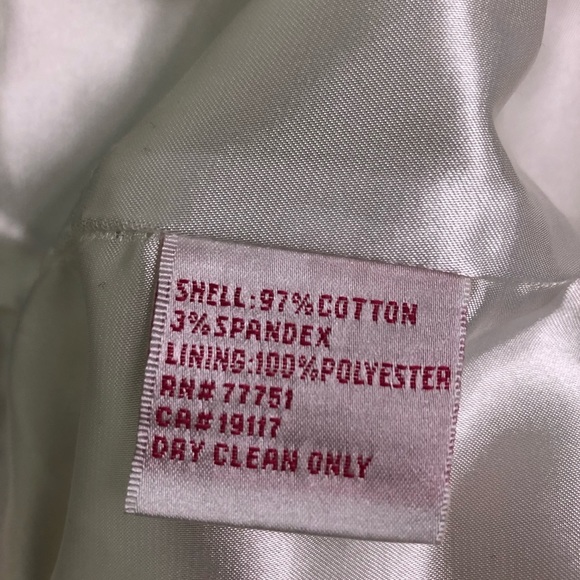 SHELL:97%COTTON
3%SPANDEX
LINING:100%POLYESTER
RN# 77751
CA# 19117
DRY CLEAN ONLY